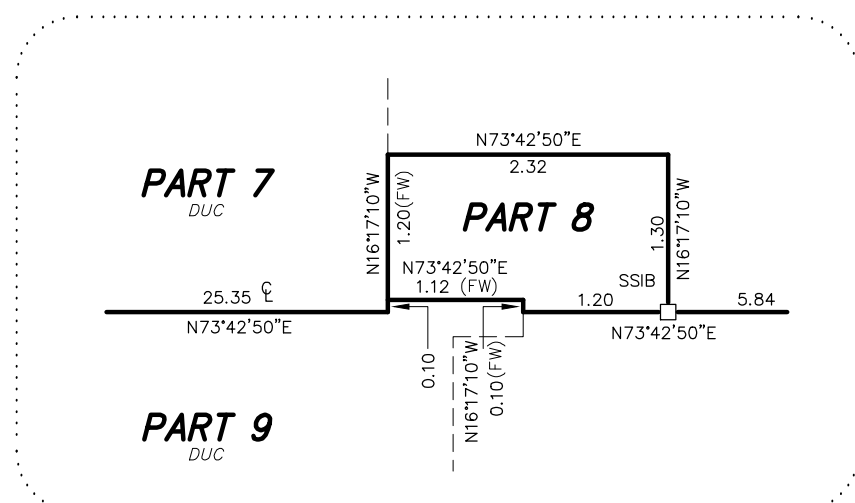 N73°42'50"E
2.32
PART 7
DUC
N16°17'10"W
1.20(FW)
PART 8
1.30
N16°17'10"W
N73°42'50"E
1.12 (FW)
SSIB
25.35 ℄
1.20
5.84
N73°42'50"E
N73°42'50"E
0.10
N16°17'10"W
0.10(FW)
PART 9
DUC